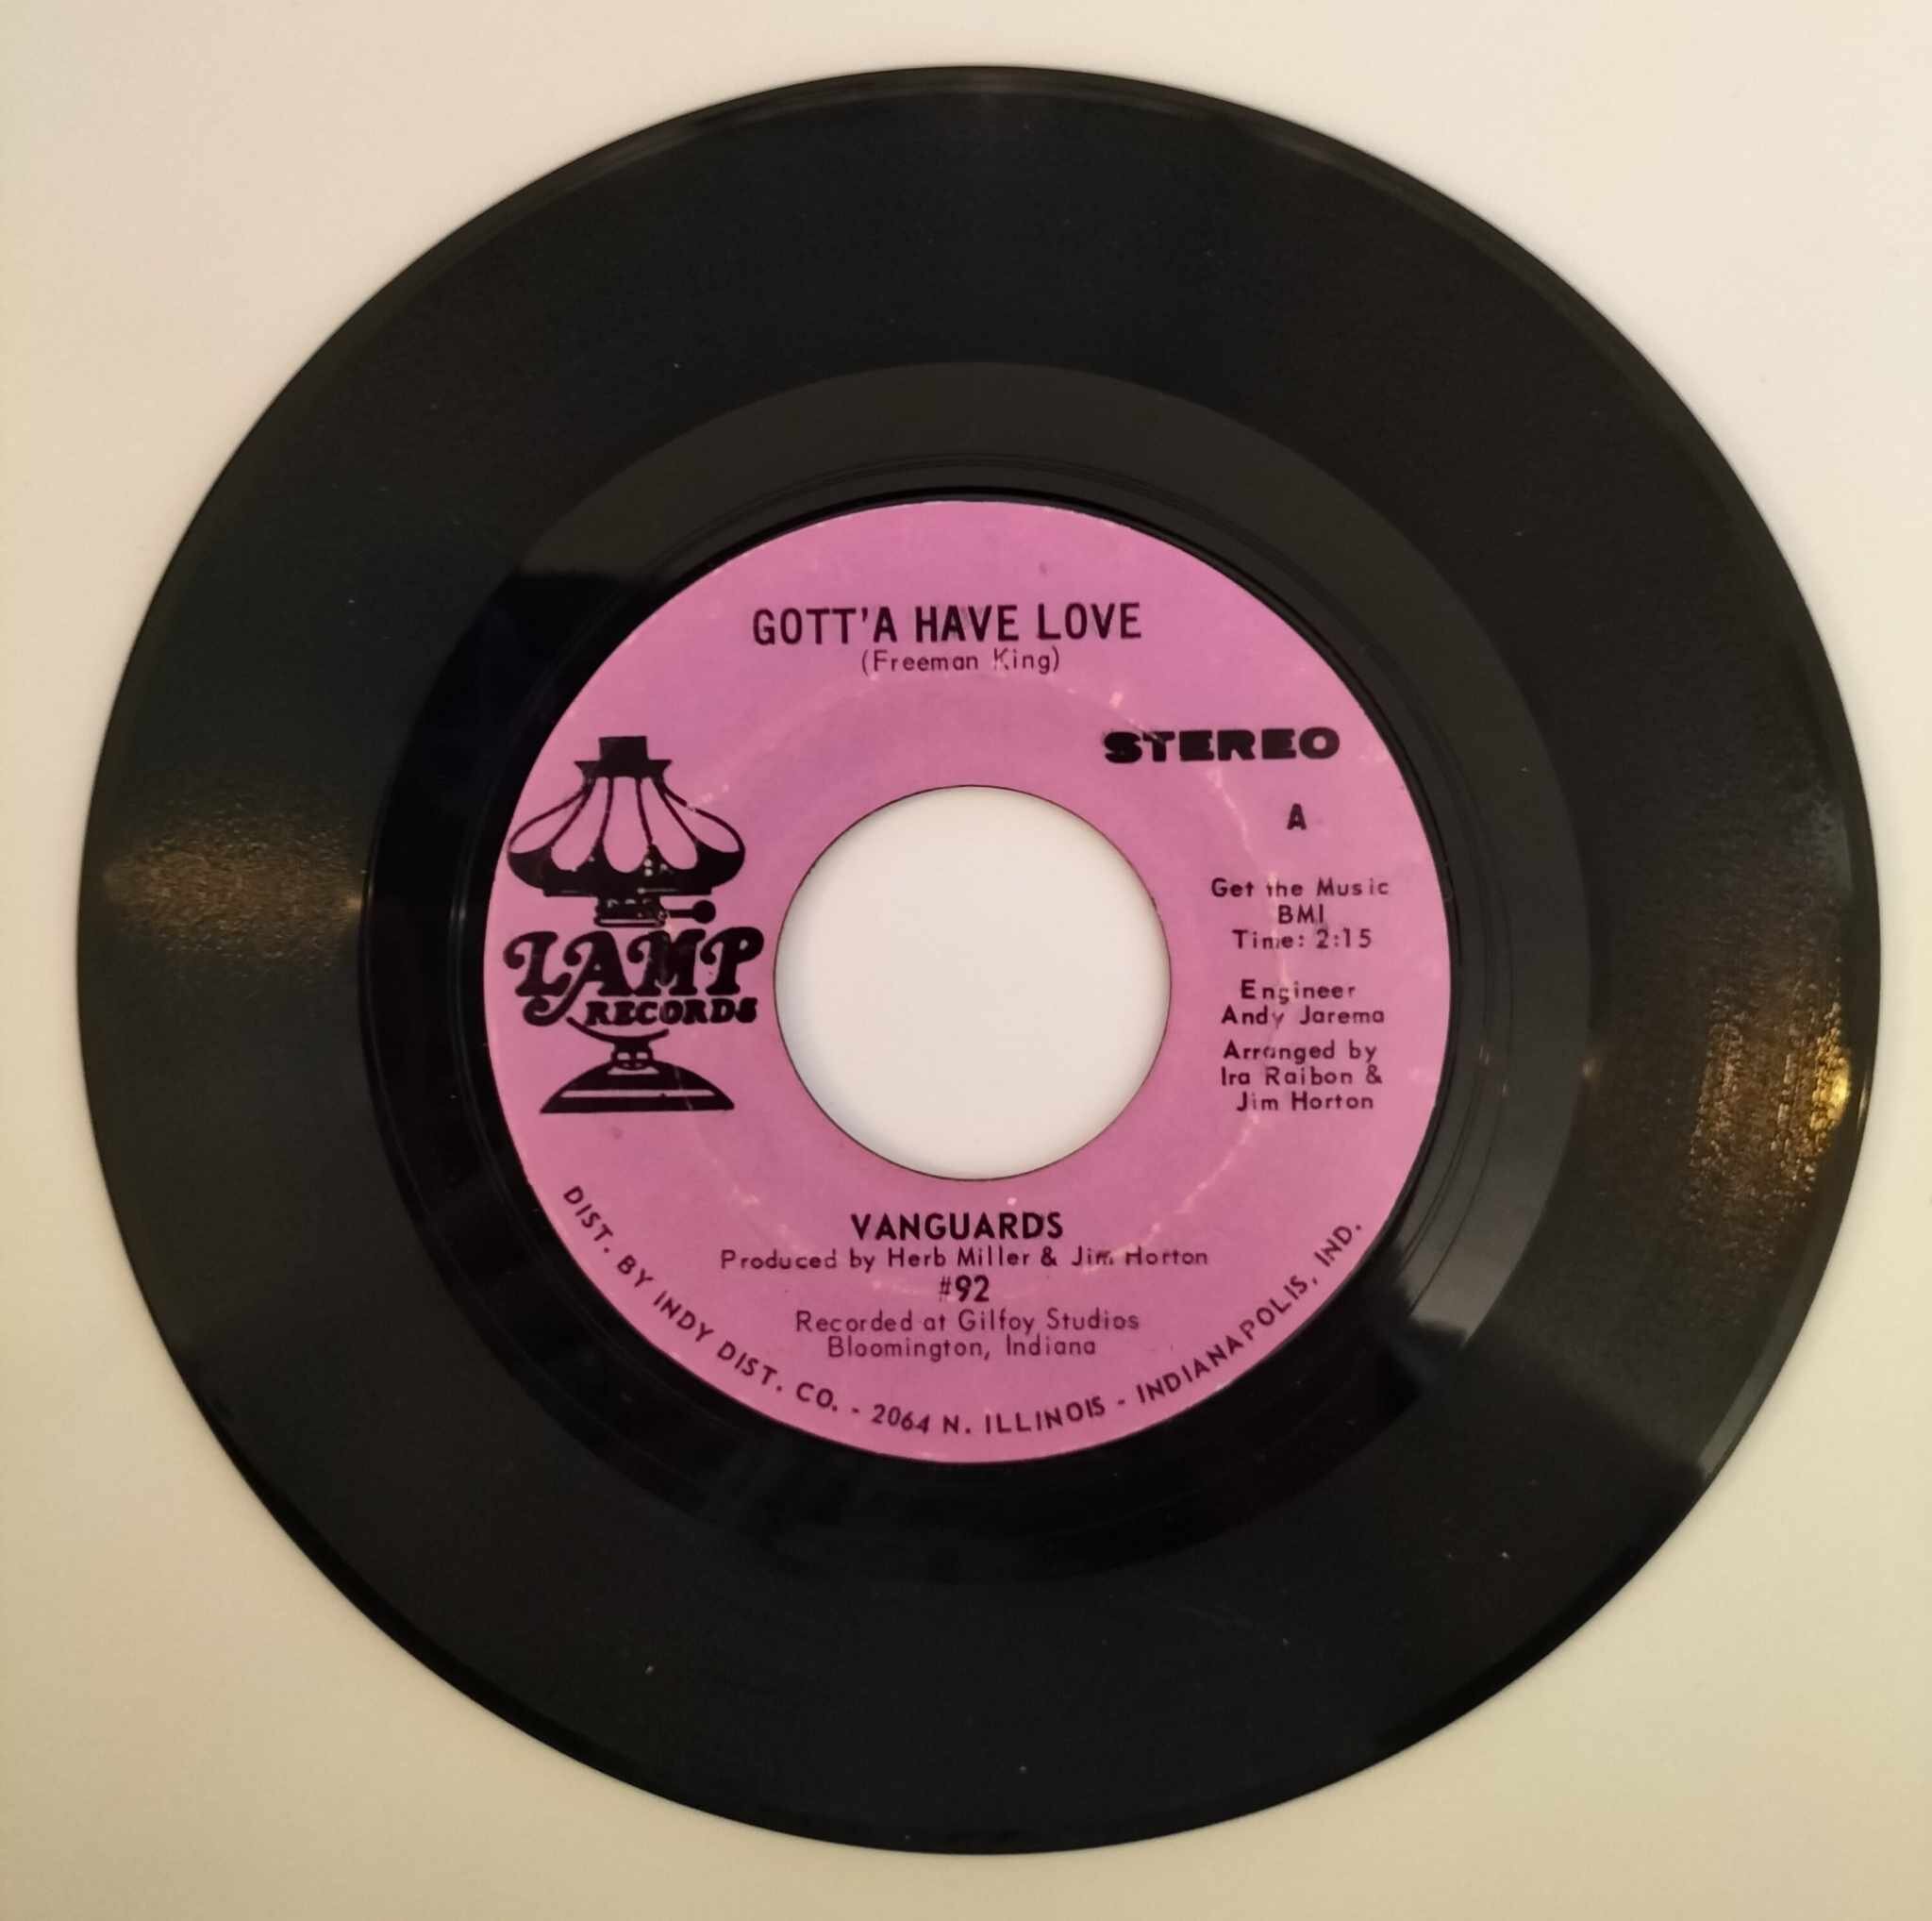 GOTT'A HAVE LOVE
(Freeman King)
STEREO
A
LAMP
RECORDS
Get the Music
BMI
Time: 2:15
Engineer
Andy Jarema
Arranged by
Ira Raibon &
Jim Horton
VANGUARDS
Produced by Herb Miller & Jim Horton
#92
Recorded at Gilfoy Studios
Bloomington, Indiana
DIST. BY INDY DIST. CO. - 2064 N. ILLINOIS - INDIANAPOLIS, IND.